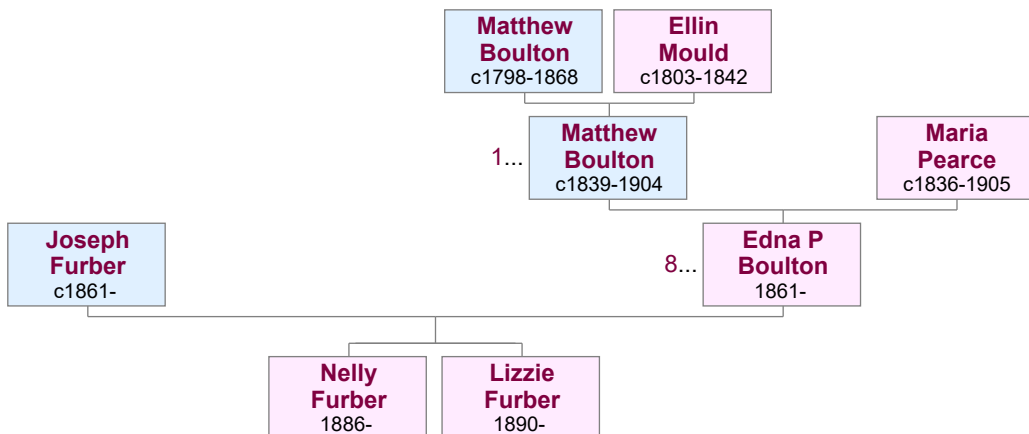 Matthew
Boulton
c1798-1868
Ellin
Mould
c1803-1842
1...
Matthew
Boulton
c1839-1904
Maria
Pearce
c1836-1905
Joseph
Furber
c1861-
8...
Edna P
Boulton
1861-
Nelly
Furber
1886-
Lizzie
Furber
1890-